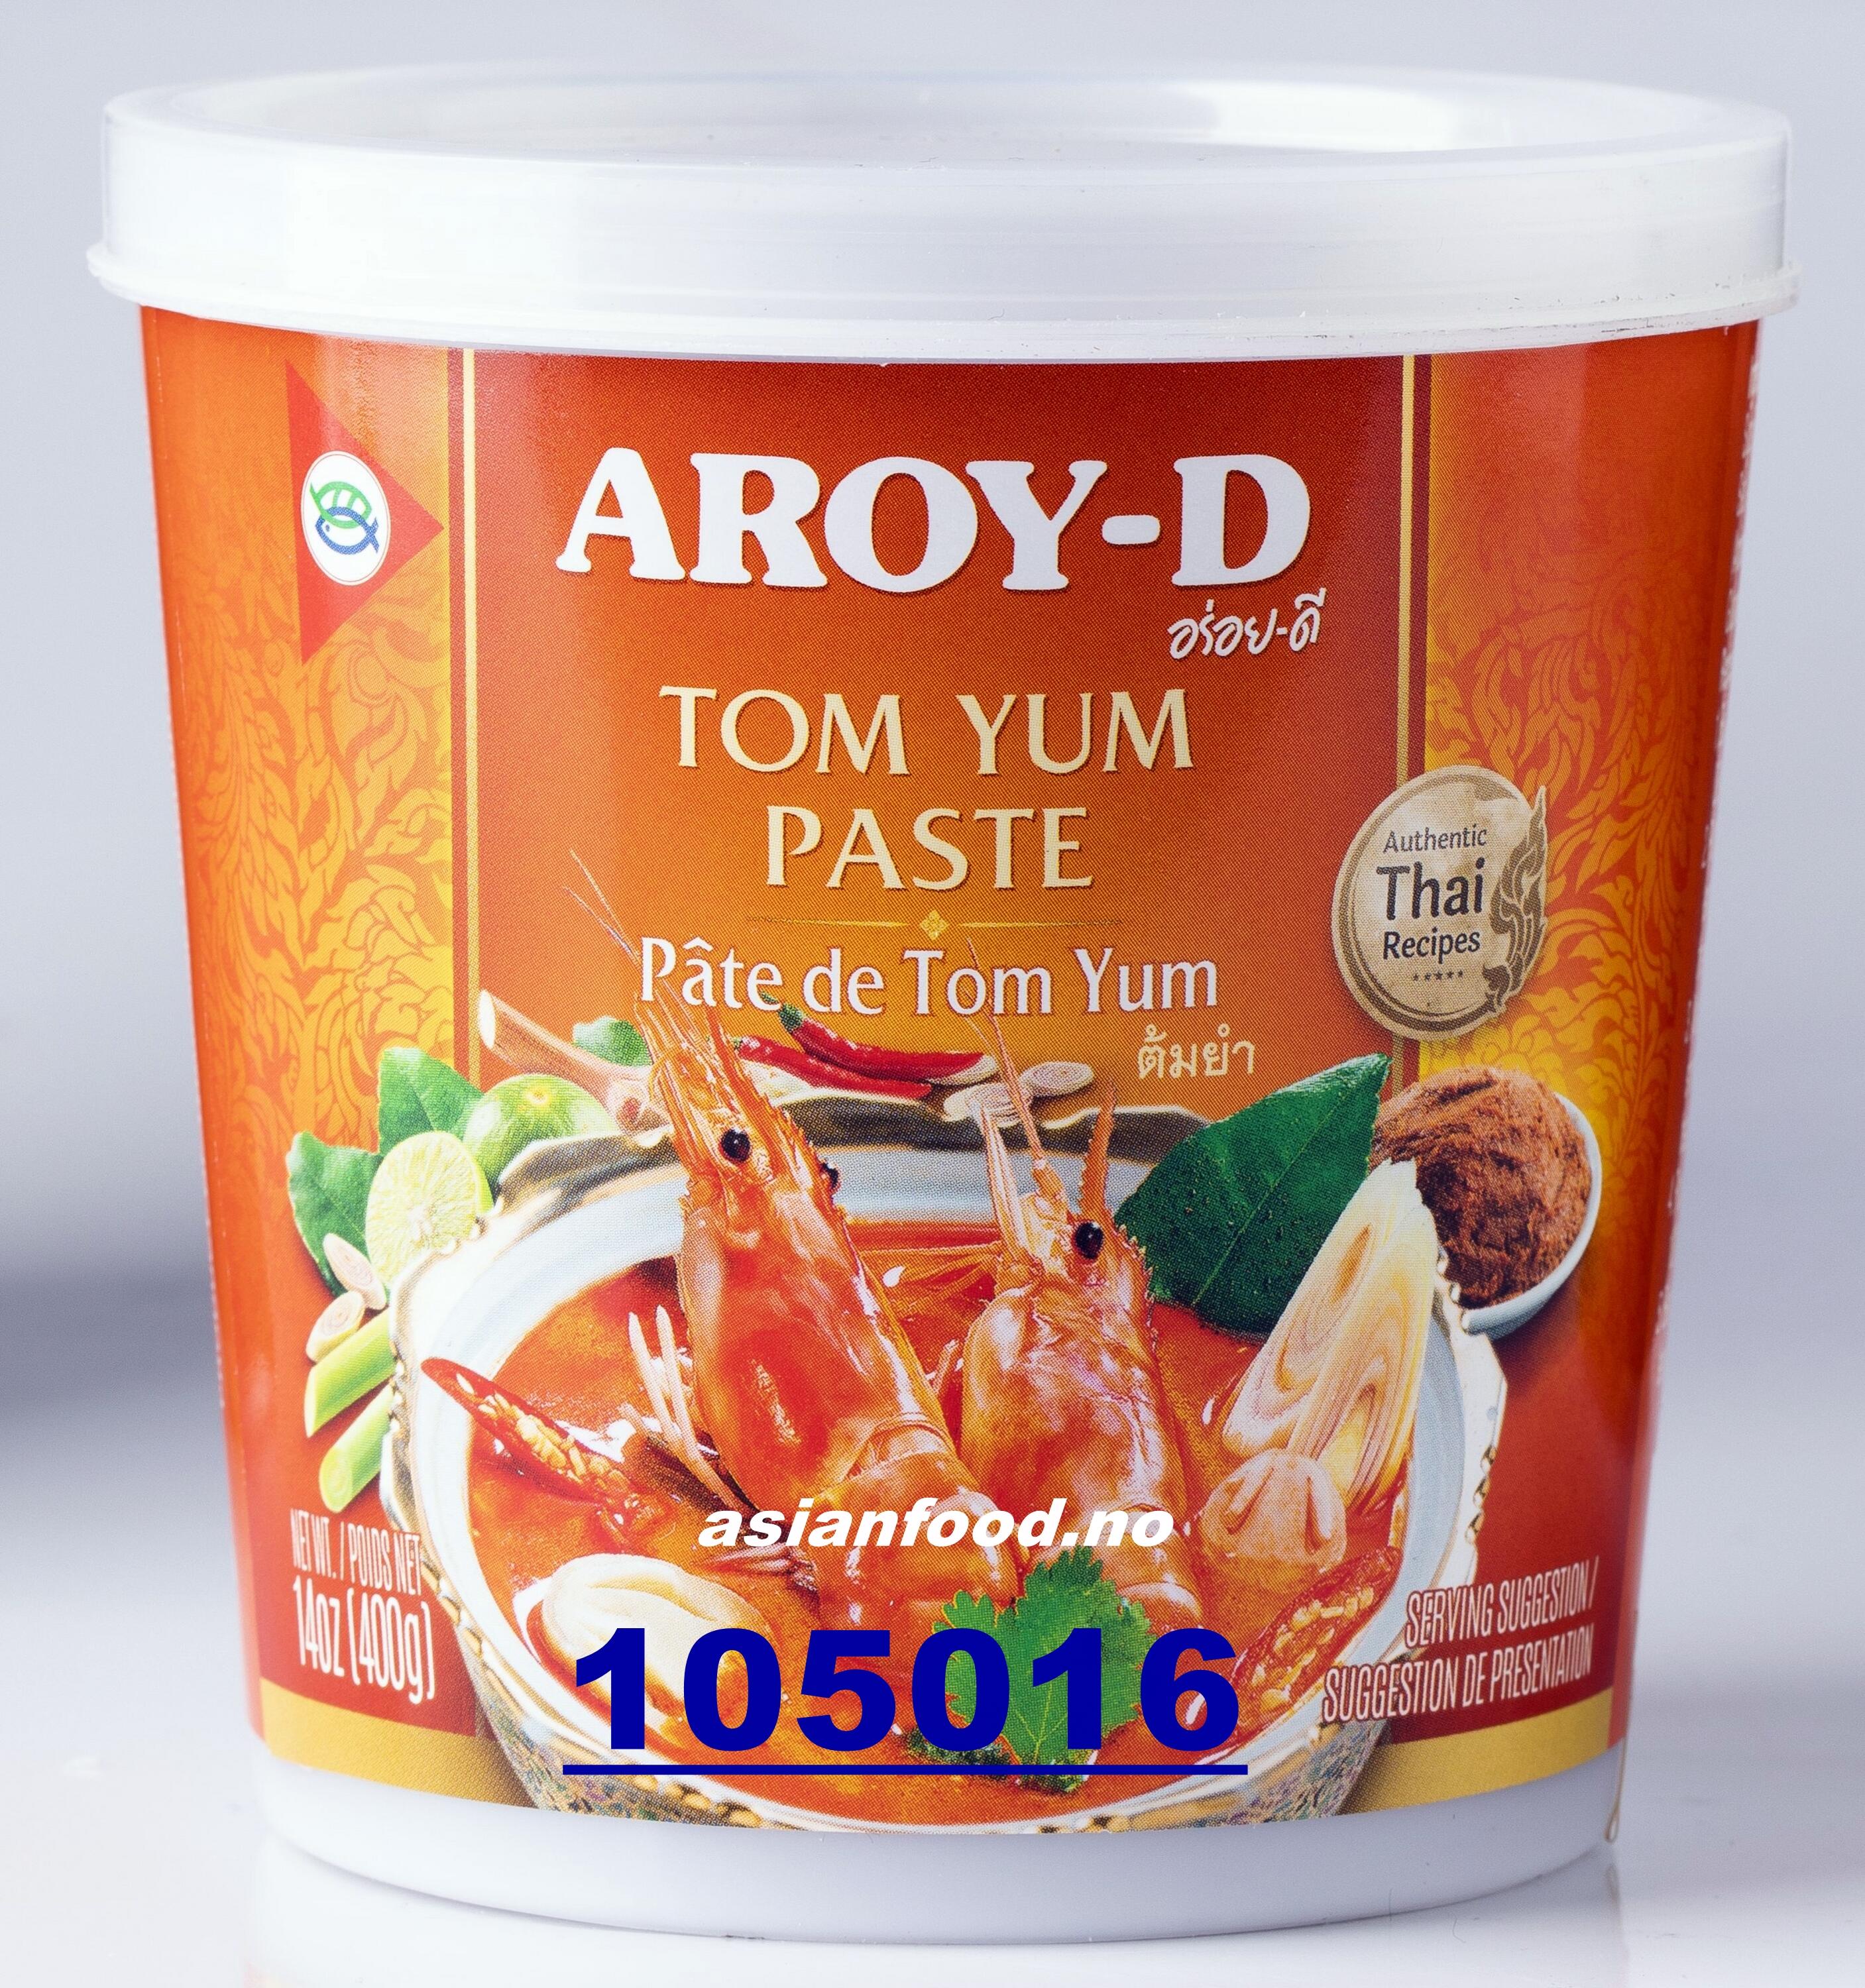 AROY-D
อร่อย-ดี
TOM YUM
PASTE
Pâte de Tom Yum
ต้มยำ
Authentic
Thai
Recipes
NET WT. / POIDS NET
14oz (400g)
asianfood.no
105016
SERVING SUGGESTION /
SUGGESTION DE PRESENTATION